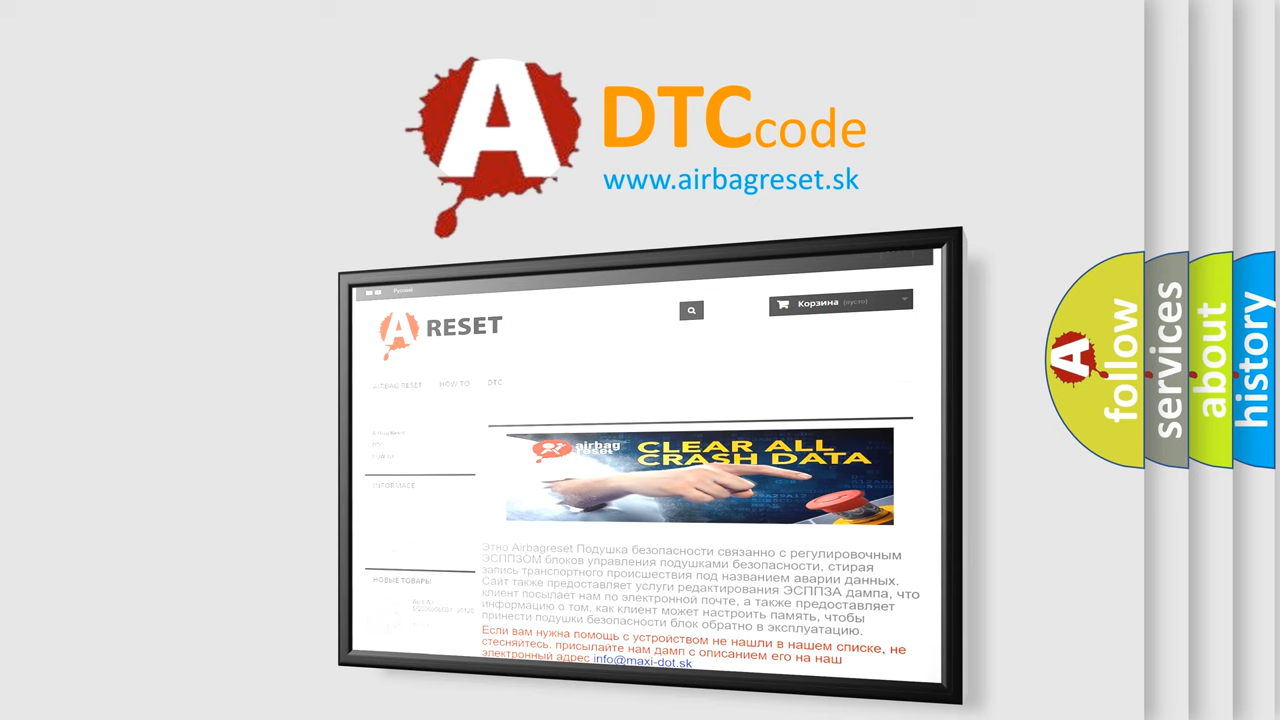 A DTCcode
www.airbagreset.sk
Русский
A RESET
Корзина (пусто)
AIRBAG RESET HOW TO DTC
INFORMACE
НОВЫЕ ТОВАРЫ
airbag
reset
CLEAR ALL
CRASH DATA
Этно Airbagreset Подушка безопасности связанно с регулировочным
ЭСППЗОМ блоков управления подушками безопасности, стирая
запись транспортного происшествия под названием аварии данных.
Сайт также предоставляет услуги редактирования ЭСППЗА дампа, что
клиент посылает нам по электронной почте, а также предоставляет
информацию о том, как клиент может настроить память, чтобы
принести подушки безопасности блок обратно в эксплуатацию.
Если вам нужна помощь с устройством не нашли в нашем списке, не
стесняйтесь, присылайте нам дамп с описанием его на наш
электронный адрес info@maxi-dot.sk
A follow
services
about
history